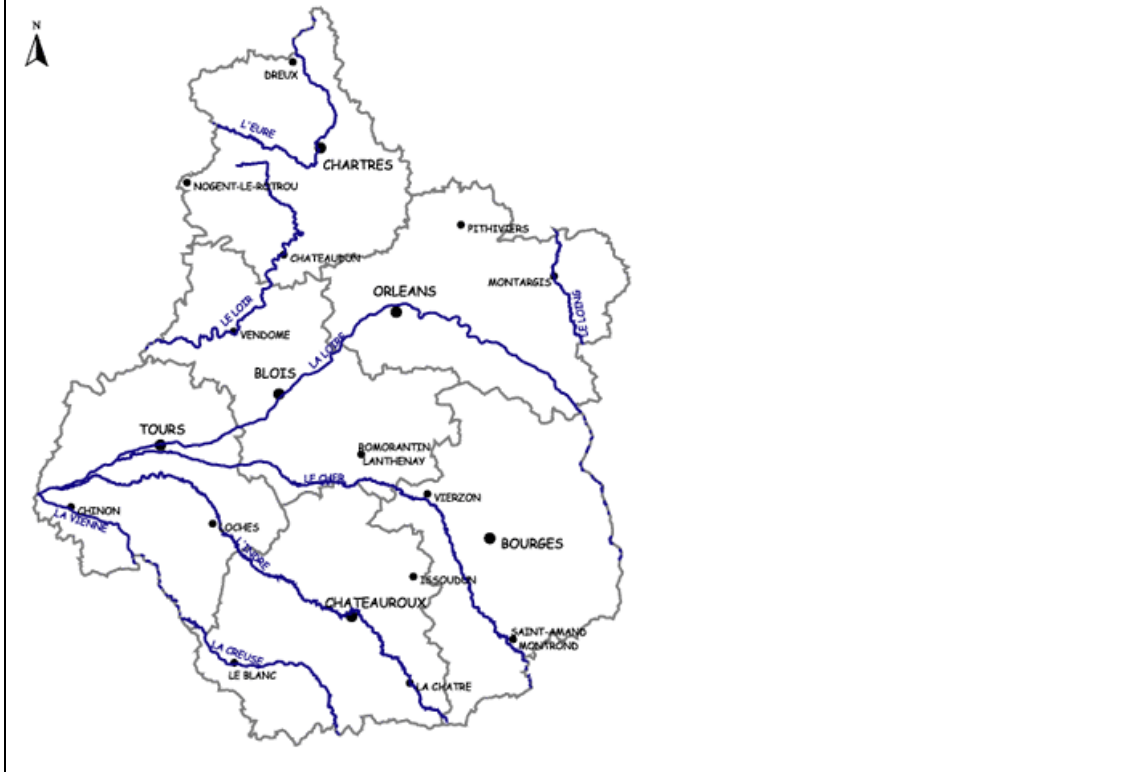 N
DREUX
L'EURE
CHARTRES
NOGENT-LE-ROTROU
PITHIVIERS
CHATEAUDUN
MONTARGIS
ORLEANS
LE LOING
LE LOIR
VENDOME
LA LOIRE
BLOIS
TOURS
ROMORANTIN
LANTHENAY
LE CHER
VIERZON
CHINON
LA VIENNE
LOCHES
BOURGES
L'INDRE
ISSOUDUN
CHATEAUROUX
SAINT-AMAND
MONTROND
LA CREUSE
LE BLANC
LA CHATRE